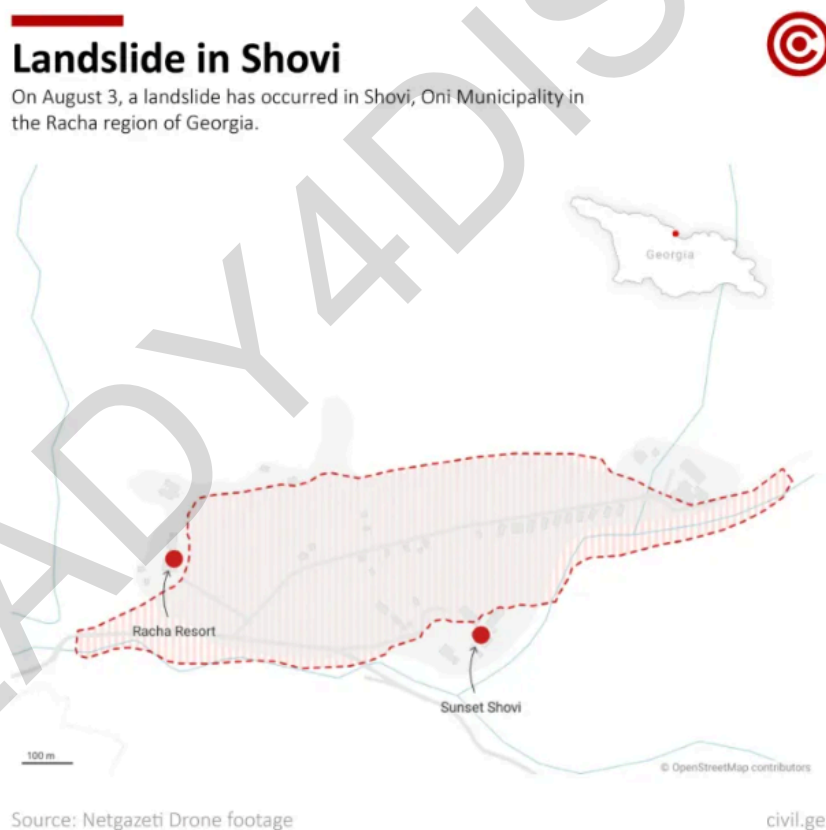 Landslide in Shovi
On August 3, a landslide has occurred in Shovi, Oni Municipality in
the Racha region of Georgia.
Georgia
Racha Resort
Sunset Shovi
100 m
© OpenStreetMap contributors
Source: Netgazeti Drone footage
civil.ge
ADY4DIS